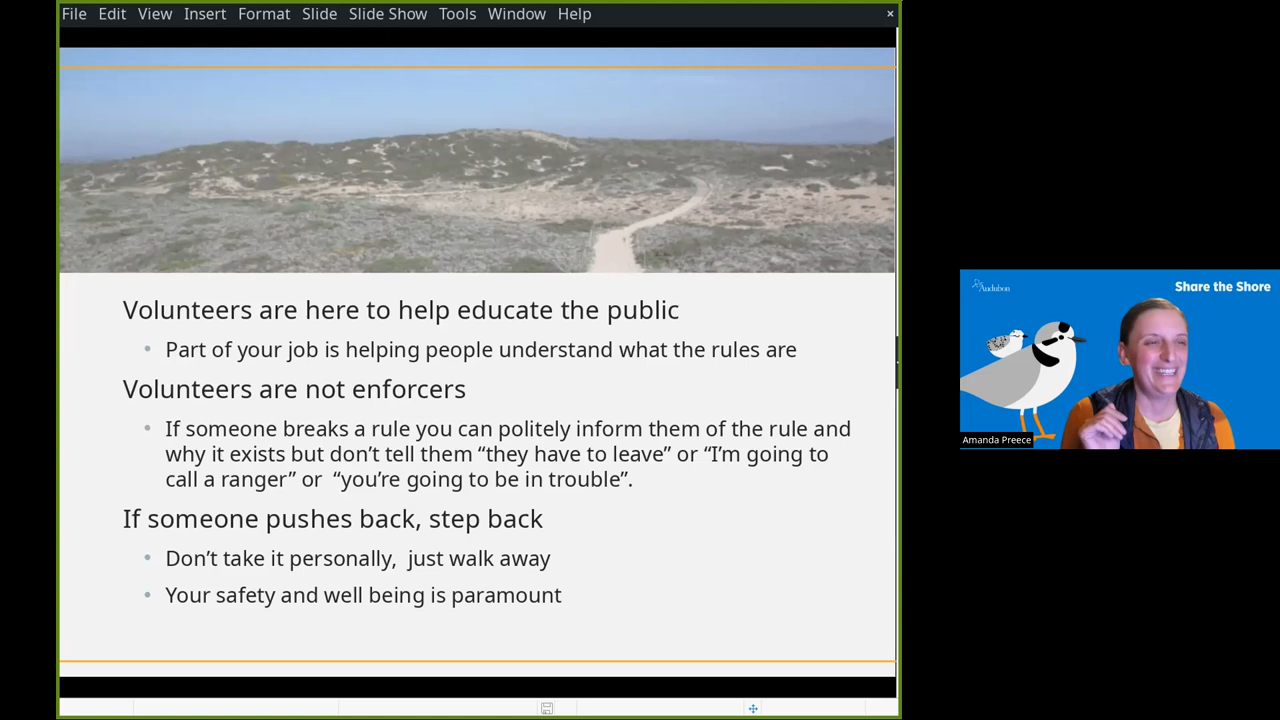 File Edit View Insert Format Slide Slide Show Tools Window Help
Volunteers are here to help educate the public
• Part of your job is helping people understand what the rules are
Volunteers are not enforcers
• If someone breaks a rule you can politely inform them of the rule and
why it exists but don’t tell them “they have to leave” or “I’m going to
call a ranger” or “you’re going to be in trouble”.
If someone pushes back, step back
• Don’t take it personally, just walk away
• Your safety and well being is paramount
Audubon
Share the Shore
Amanda Preece